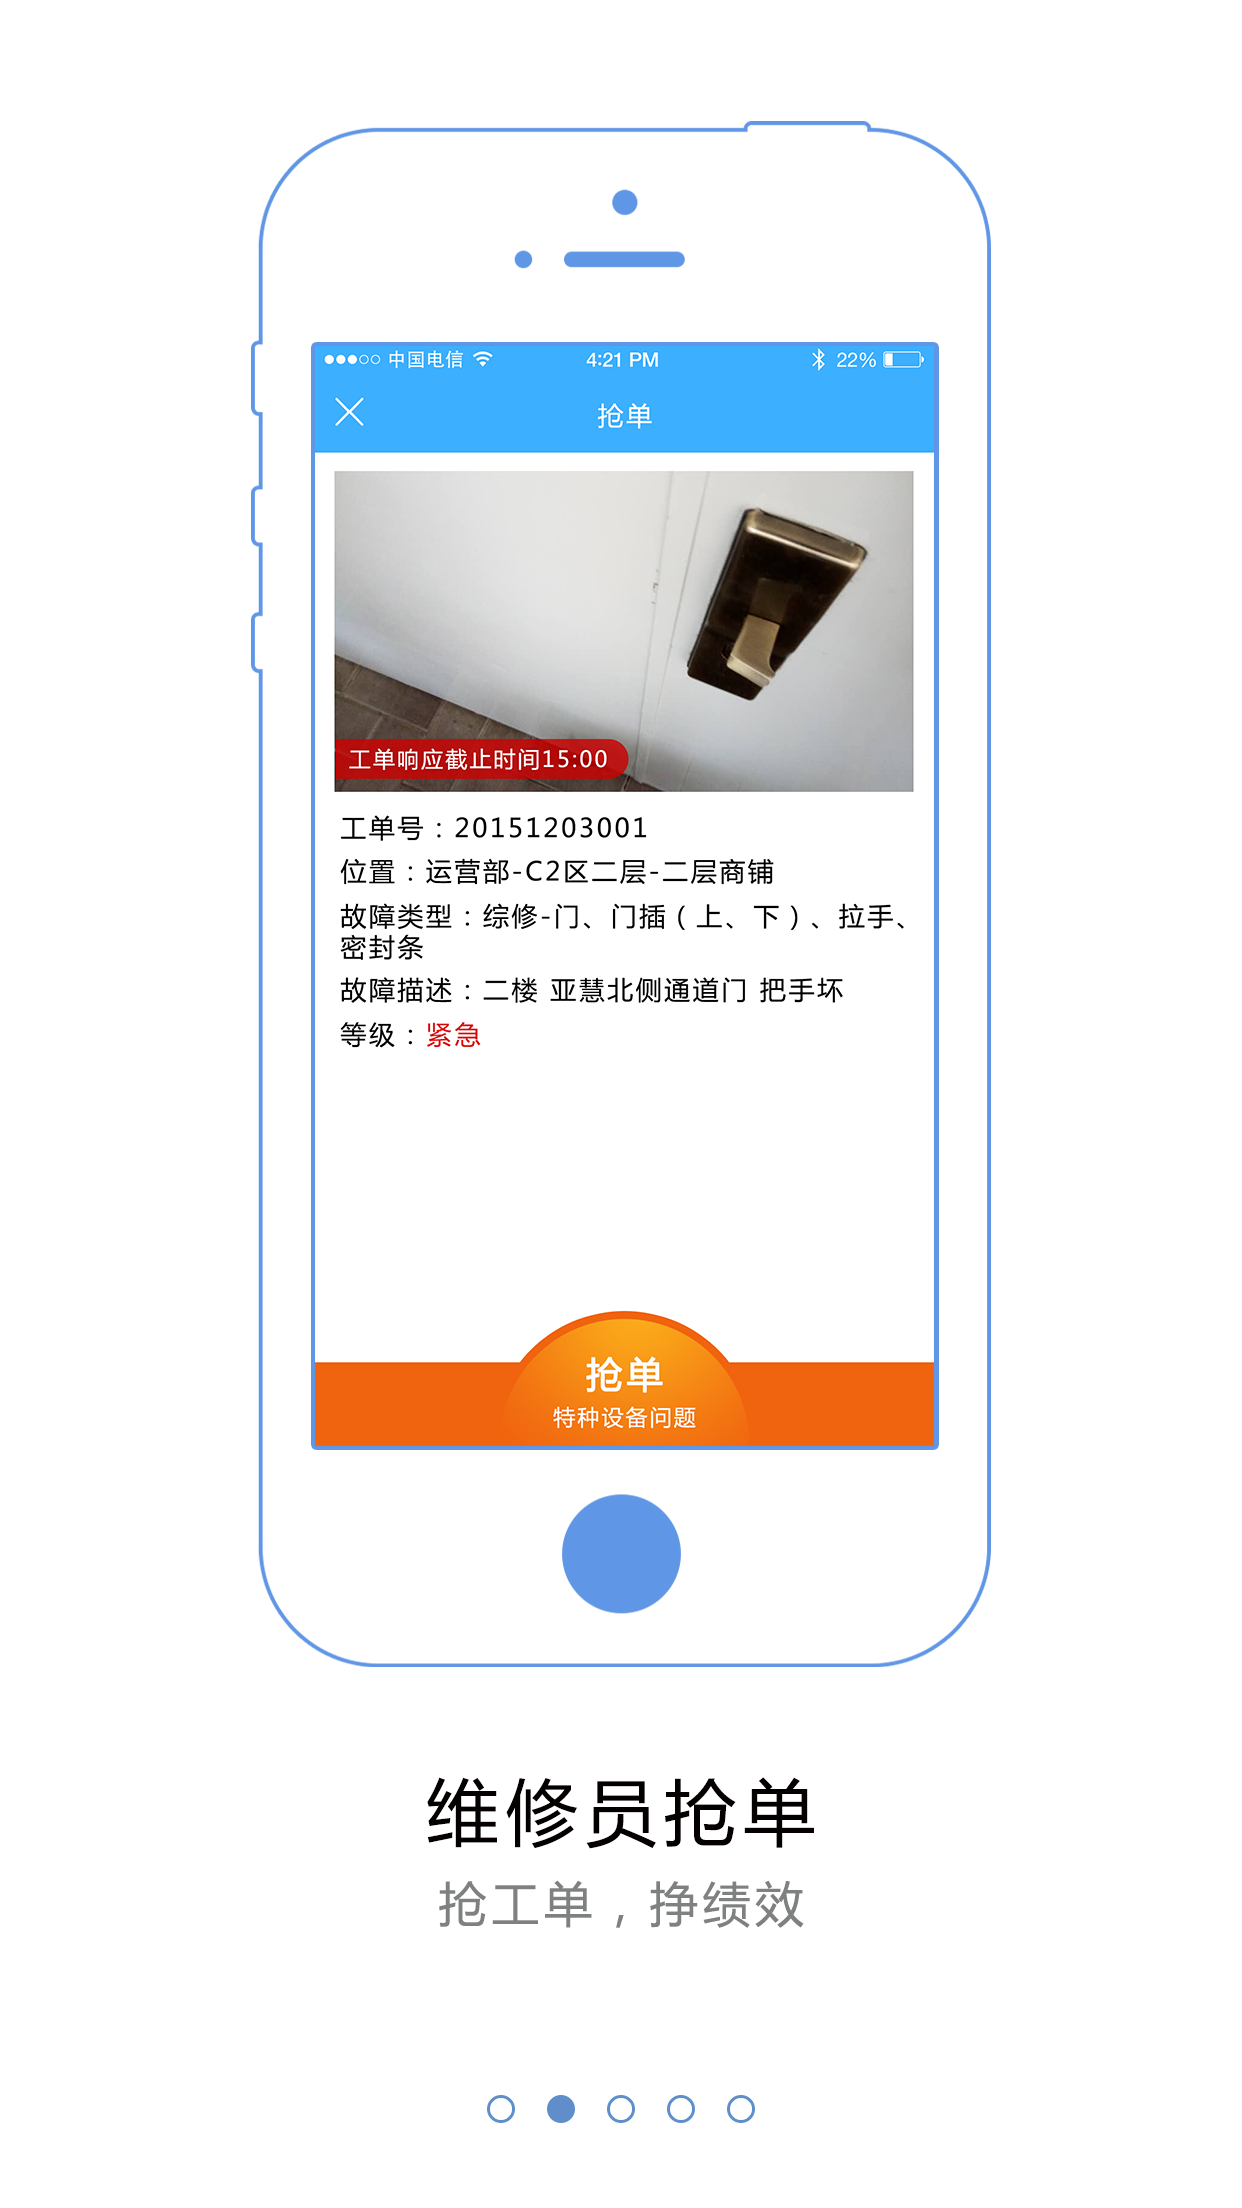 中国电信 4:21 PM 22%
抢单
工单响应截止时间15:00
工单号：20151203001
位置：运营部-C2区二层-二层商铺
故障类型：综修-门、门插（上、下）、拉手、
密封条
故障描述：二楼 亚慧北侧通道门 把手坏
等级：紧急
抢单
特种设备问题
维修员抢单
抢工单，挣绩效